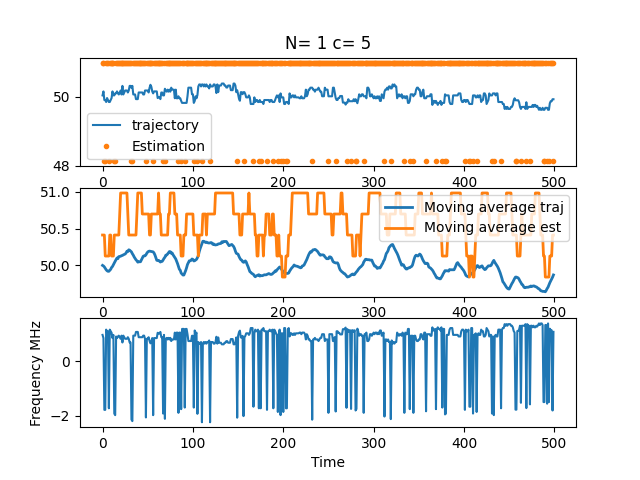 N= 1 c= 5
50
48
trajectory
Estimation
0 100 200 300 400 500
51.0
50.5
50.0
Moving average traj
Moving average est
0 100 200 300 400 500
Frequency MHz
0
−2
0 100 200 300 400 500
Time